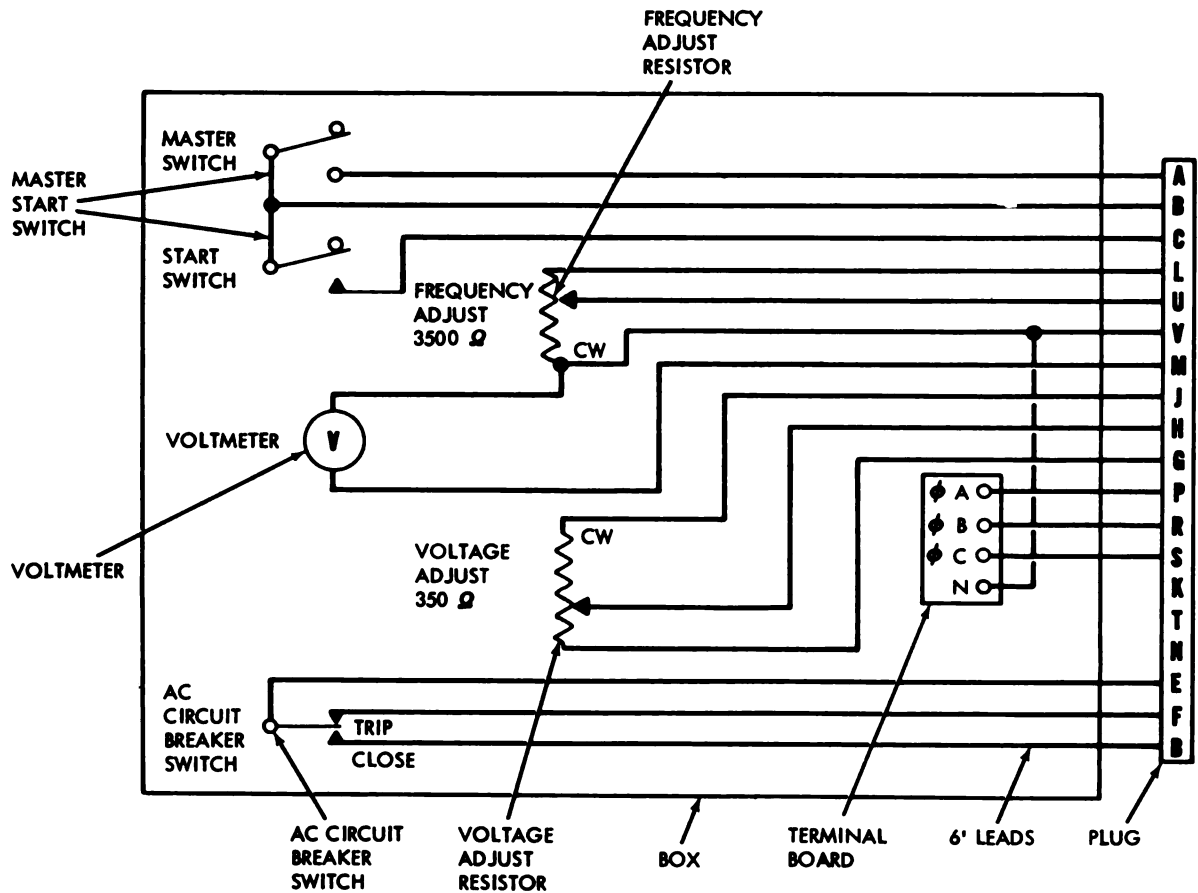 FREQUENCY
ADJUST
RESISTOR
MASTER
SWITCH
MASTER
START
SWITCH
START
SWITCH
FREQUENCY
ADJUST
3500 Ω
CW
VOLTMETER
V
VOLTMETER
CW
VOLTAGE
ADJUST
350 Ω
ϕ A
ϕ B
ϕ C
N
AC
CIRCUIT
BREAKER
SWITCH
TRIP
CLOSE
A
B
C
L
U
V
M
J
H
G
P
R
S
K
T
N
E
F
B
AC CIRCUIT
BREAKER
SWITCH
VOLTAGE
ADJUST
RESISTOR
BOX
TERMINAL
BOARD
6' LEADS
PLUG